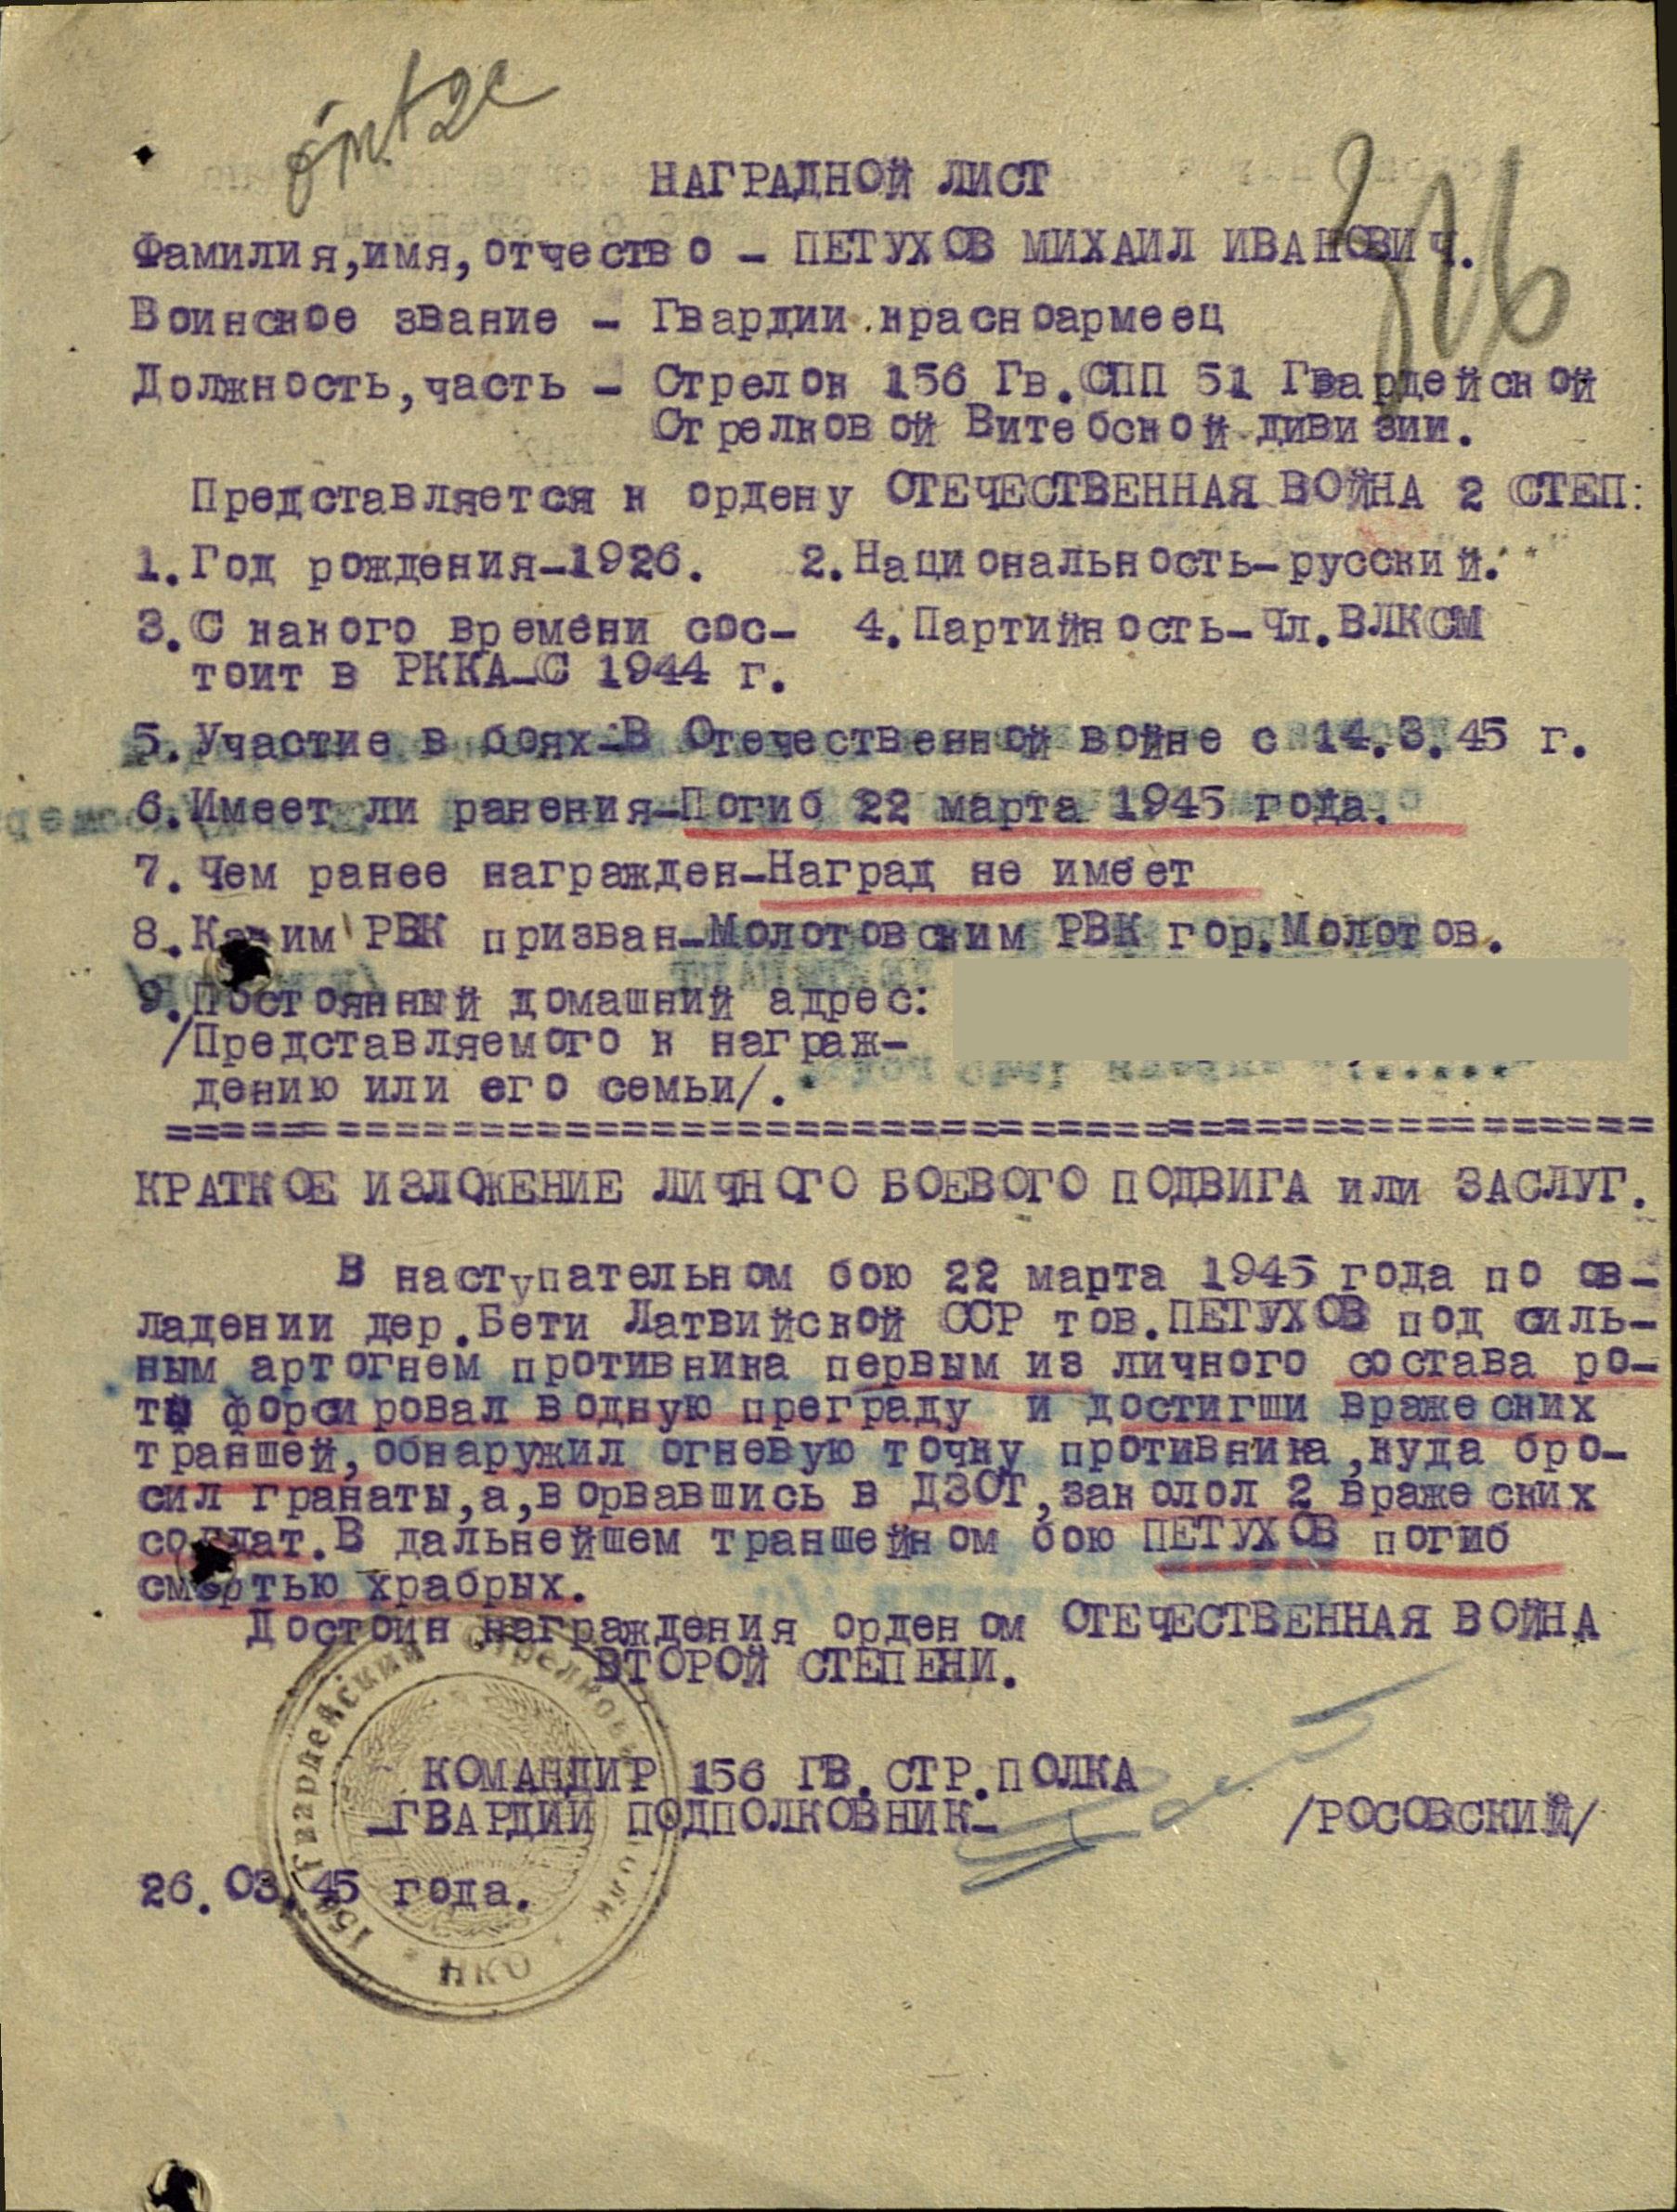 от.2с
326
НАГРАДНОЙ ЛИСТ
Фамилия,имя,отчество - ПЕТУХОВ МИХАИЛ ИВАНОВИЧ.
Воинское звание - Гвардии красноармеец
Должность,часть - Стрелок 156 Гв.СПП 51 Гвардейской
Стрелковой Витебской дивизии.
Представляется к ордену ОТЕЧЕСТВЕННАЯ ВОЙНА 2 СТЕП:
1.Год рождения-1926. 2.Национальность-русский.
3.С какого времени сос- 4.Партийность-Чл.ВЛКСМ
тоит в РККА-С 1944 г.
5.Участие в боях-В Отечественной войне с 14.3.45 г.
6.Имеет ли ранения-Погиб 22 марта 1945 года.
7.Чем ранее награжден-Наград не имеет
8.Каким РВК призван-Молотовским РВК гор.Молотов.
9.Постоянный домашний адрес:
/Представляемого к награж-
дению или его семьи/.
====================================================
КРАТКОЕ ИЗЛОЖЕНИЕ ЛИЧНОГО БОЕВОГО ПОДВИГА или ЗАСЛУГ.
В наступательном бою 22 марта 1945 года по ов-
ладении дер.Бети Латвийской ССР тов.ПЕТУХОВ под силь-
ным артогнем противника первым из личного состава ро-
ты форсировал водную преграду и достигши вражеских
траншей,обнаружил огневую точку противника,куда бро-
сил гранаты,а,ворвавшись в ДЗОТ,заколол 2 вражеских
солдат.В дальнейшем траншейном бою ПЕТУХОВ погиб
смертью храбрых.
Достоин награждения орденом ОТЕЧЕСТВЕННАЯ ВОЙНА
ВТОРОЙ СТЕПЕНИ.
КОМАНДИР 156 ГВ.СТР.ПОЛКА
-ГВАРДИИ ПОДПОЛКОВНИК-
/РОСОВСКИЙ/
26.03.45 года.
156 Гвардейский Стрелковый Полк
* НКО *